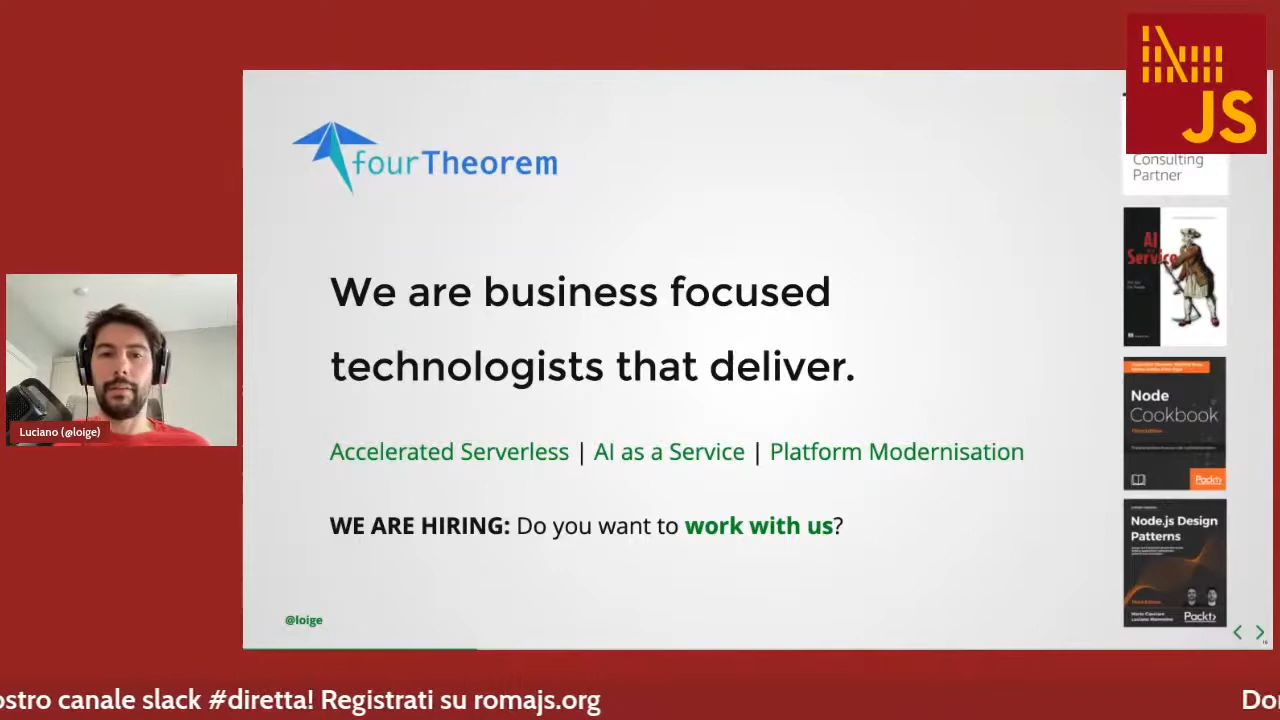 JS
fourTheorem
Consulting
Partner
We are business focused
technologists that deliver.
AI
Service
Accelerated Serverless | AI as a Service | Platform Modernisation
Node
Cookbook
Packt
WE ARE HIRING: Do you want to work with us?
Node.js Design
Patterns
Packt
Luciano (@loige)
@loige
ostro canale slack #diretta! Registrati su romajs.org